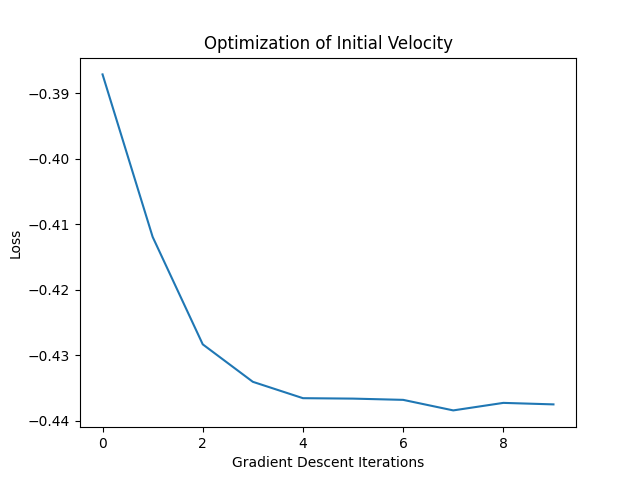 Optimization of Initial Velocity
−0.39
−0.40
−0.41
−0.42
−0.43
−0.44
Loss
0 2 4 6 8
Gradient Descent Iterations